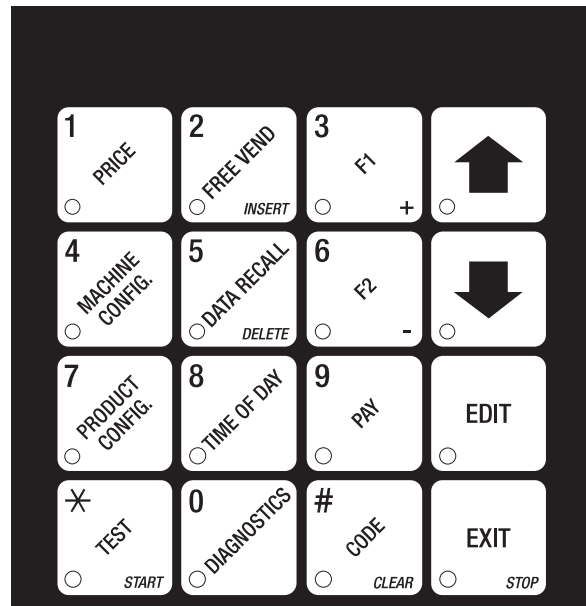 1
PRICE
2
FREE VEND
INSERT
3
F1
+
4
MACHINE
CONFIG.
5
DATA RECALL
DELETE
6
F2
-
7
PRODUCT
CONFIG.
8
TIME OF DAY
9
PAY
EDIT
*
TEST
START
0
DIAGNOSTICS
#
CODE
CLEAR
EXIT
STOP